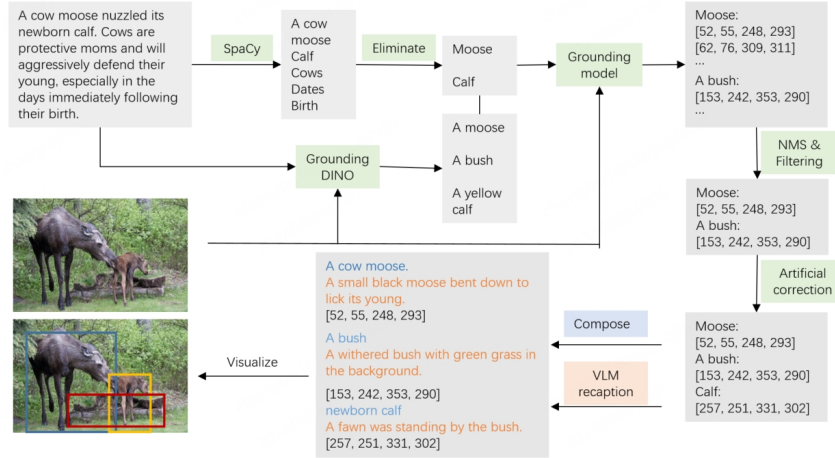 A cow moose nuzzled its
newborn calf. Cows are
protective moms and will
aggressively defend their
young, especially in the
days immediately following
their birth.
SpaCy
A cow
moose
Calf
Cows
Dates
Birth
Eliminate
Moose
Calf
Grounding
model
Moose:
[52, 55, 248, 293]
[62, 76, 309, 311]
...
A bush:
[153, 242, 353, 290]
...
Grounding
DINO
A moose
A bush
A yellow
calf
NMS &
Filtering
Moose:
[52, 55, 248, 293]
A bush:
[153, 242, 353, 290]
Artificial
correction
Moose:
[52, 55, 248, 293]
A bush:
[153, 242, 353, 290]
Calf:
[257, 251, 331, 302]
Compose
VLM
recaption
A cow moose.
A small black moose bent down to
lick its young.
[52, 55, 248, 293]
A bush
A withered bush with green grass in
the background.
[153, 242, 353, 290]
newborn calf
A fawn was standing by the bush.
[257, 251, 331, 302]
Visualize